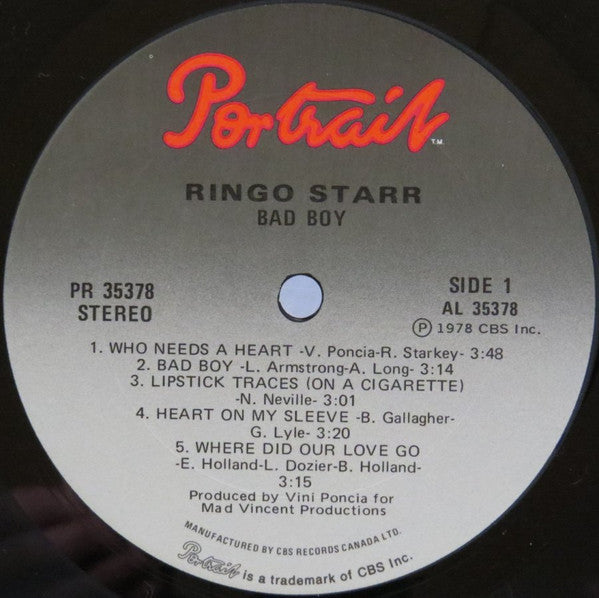 Portrait
T.M.
RINGO STARR
BAD BOY
PR 35378
STEREO
SIDE 1
AL 35378
Ⓟ 1978 CBS Inc.
1. WHO NEEDS A HEART -V. Poncia-R. Starkey- 3:48
2. BAD BOY -L. Armstrong-A. Long- 3:14
3. LIPSTICK TRACES (ON A CIGARETTE)
-N. Neville- 3:01
4. HEART ON MY SLEEVE -B. Gallagher-
G. Lyle- 3:20
5. WHERE DID OUR LOVE GO
-E. Holland-L. Dozier-B. Holland-
3:15
Produced by Vini Poncia for
Mad Vincent Productions
MANUFACTURED BY CBS RECORDS CANADA LTD.
Portrait is a trademark of CBS Inc.